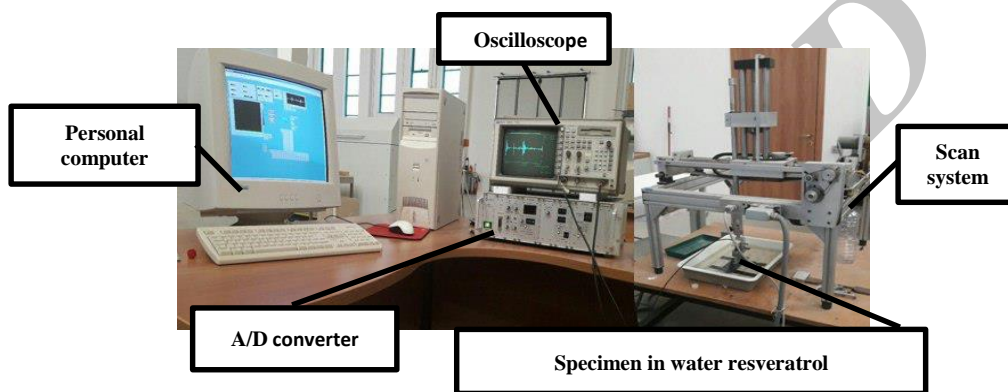 Oscilloscope
Personal
computer
Scan
system
A/D converter
Specimen in water resveratrol
D